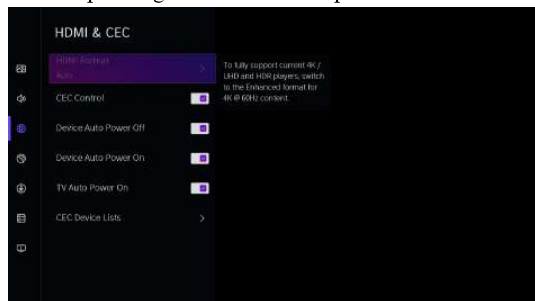 HDMI & CEC
HDMI Format
Auto
To fully support current 4K /
UHD and HDR players, switch
to the Enhanced format for
4K @ 60Hz content.
CEC Control
Device Auto Power Off
Device Auto Power On
TV Auto Power On
CEC Device Lists